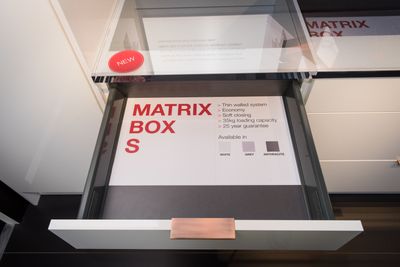 MATRIX
BOX
NEW
MATRIX
BOX
S
> Thin walled system
> Economy
> Soft closing
> 35kg loading capacity
> 25 year guarantee
Available in
WHITE
GREY
ANTHRACITE